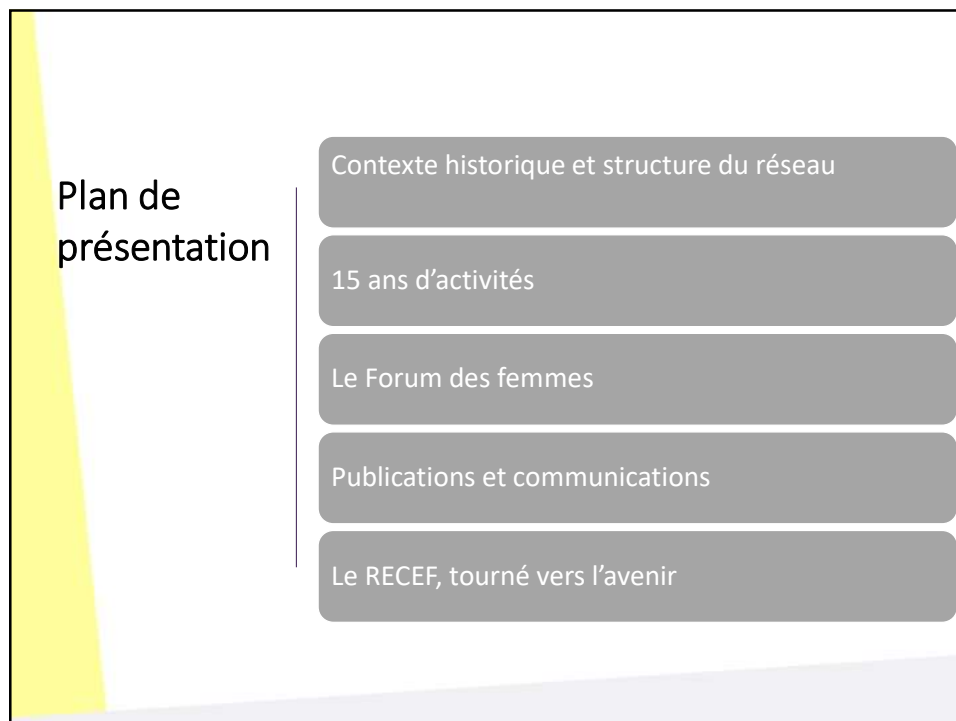 Plan de
présentation
Contexte historique et structure du réseau
15 ans d’activités
Le Forum des femmes
Publications et communications
Le RECEF, tourné vers l’avenir